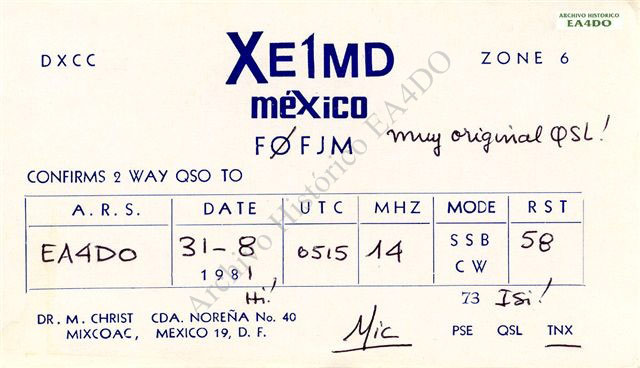 ARCHIVO HISTÓRICO
EA4DO
DXCC XE1MD ZONE 6
méxico
FØFJM muy original QSL!
CONFIRMS 2 WAY QSO TO
A.R.S. DATE UTC MHZ MODE RST
EA4DO 31-8 0515 14 SSB 58
1981 CW
Hi! 73 Isi!
DR. M. CHRIST CDA. NOREÑA No. 40
MIXCOAC, MEXICO 19, D. F. Mic PSE QSL TNX
Archivo Histórico EA4DO